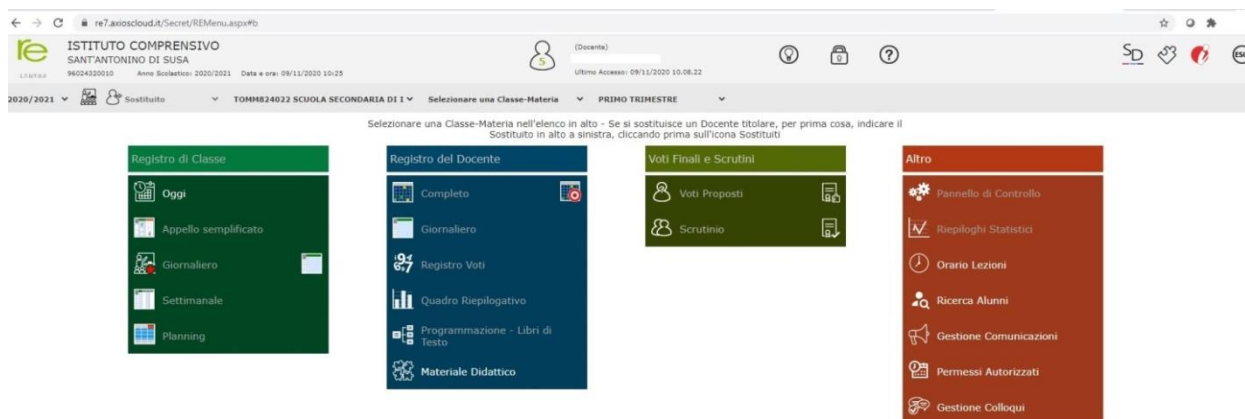 re7.axioscloud.it/Secret/REMenu.aspx#b
re
ISTITUTO COMPRENSIVO
SANT'ANTONINO DI SUSA
96024320010 Anno Scolastico: 2020/2021 Data e ora: 09/11/2020 10:25
5
(Docente)
Ultimo Accesso: 09/11/2020 10.08.22
?
SD
2020/2021 Sostituito TOMM824022 SCUOLA SECONDARIA DI I Selezionare una Classe-Materia PRIMO TRIMESTRE
Selezionare una Classe-Materia nell'elenco in alto - Se si sostituisce un Docente titolare, per prima cosa, indicare il
Sostituito in alto a sinistra, cliccando prima sull'icona Sostituiti
Registro di Classe
Oggi
Appello semplificato
Giornaliero
Settimanale
Planning
Registro del Docente
Completo
Giornaliero
Registro Voti
Quadro Riepilogativo
Programmazione - Libri di
Testo
Materiale Didattico
Voti Finali e Scrutini
Voti Proposti
Scrutinio
Altro
Pannello di Controllo
Riepiloghi Statistici
Orario Lezioni
Ricerca Alunni
Gestione Comunicazioni
Permessi Autorizzati
Gestione Colloqui